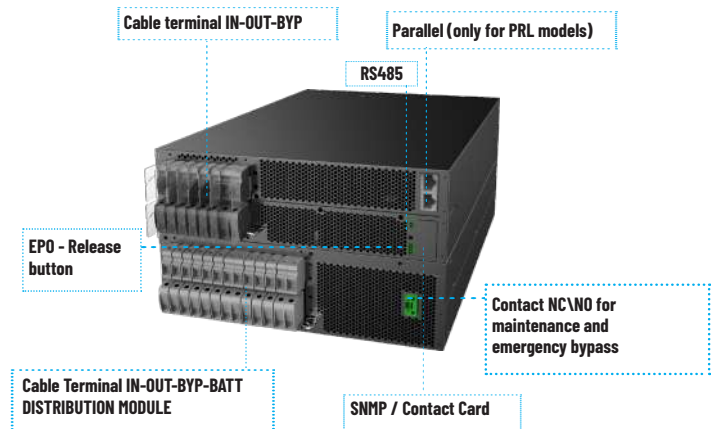 Cable terminal IN-OUT-BYP
Parallel (only for PRL models)
RS485
EPO - Release
button
Contact NC\NO for
maintenance and
emergency bypass
Cable Terminal IN-OUT-BYP-BATT
DISTRIBUTION MODULE
SNMP / Contact Card